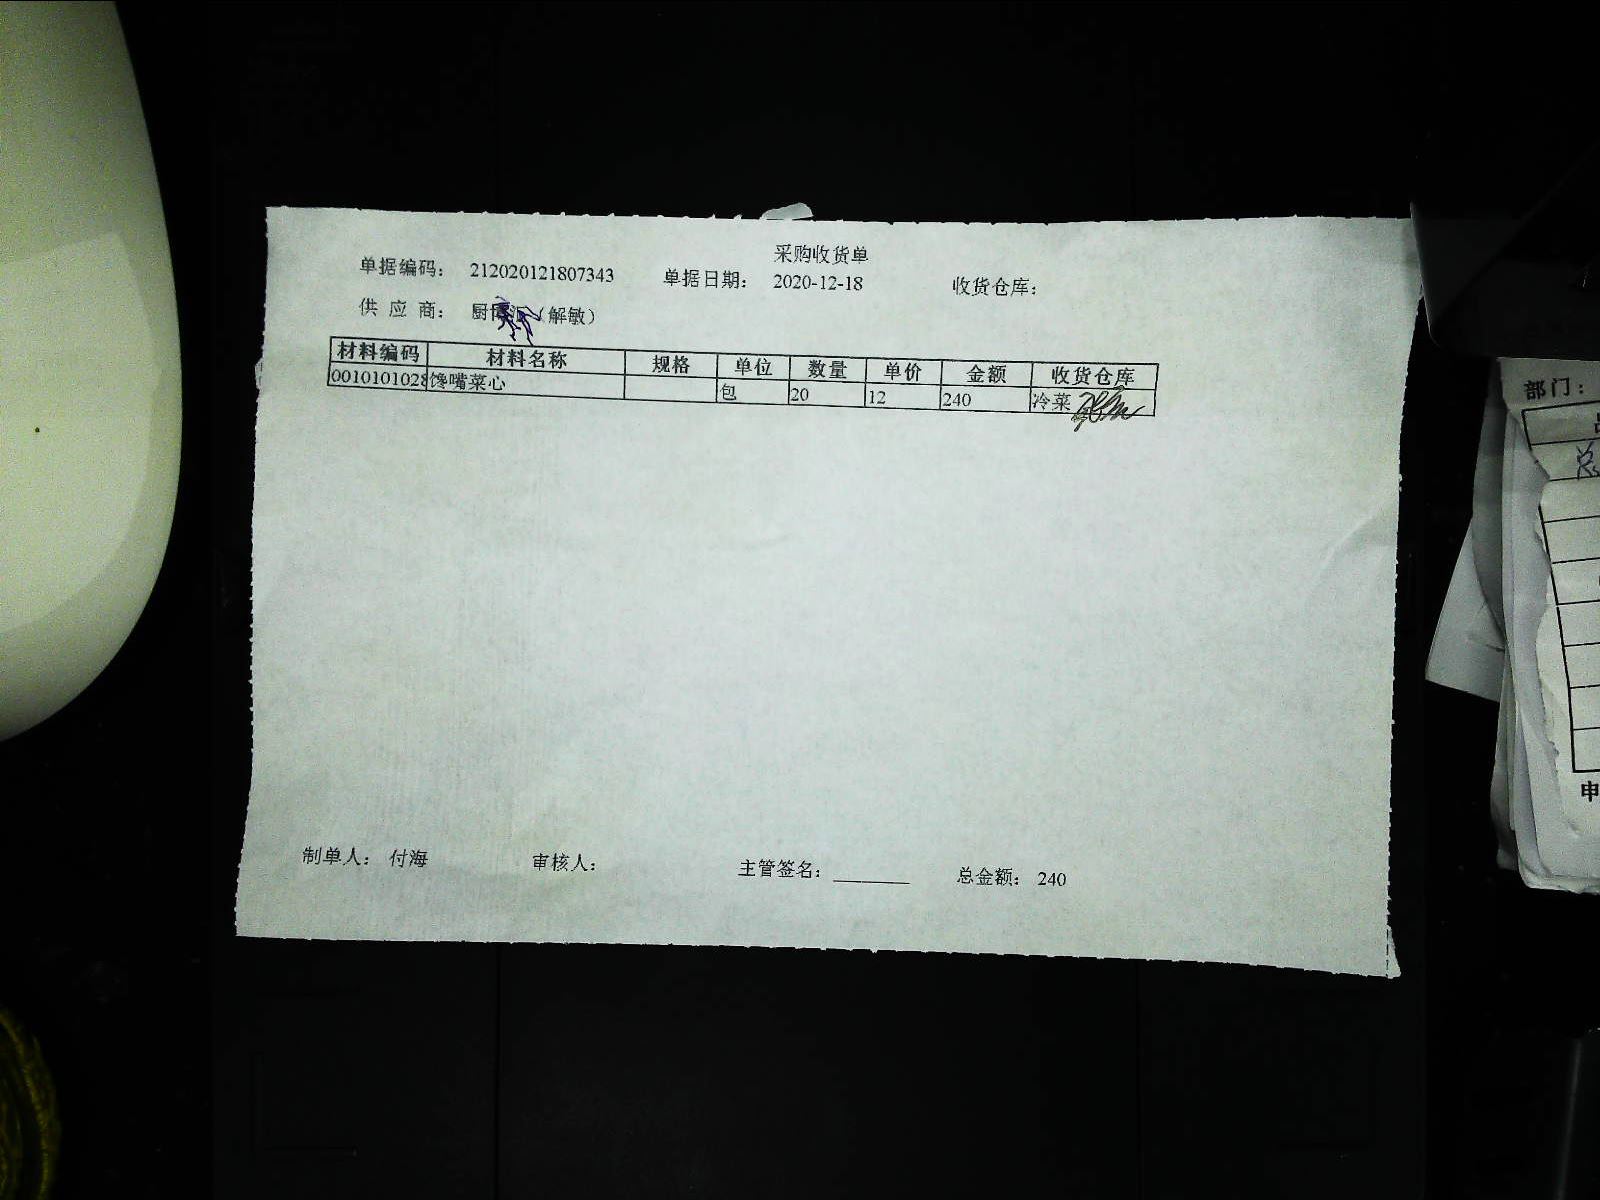 采购收货单
单据编码： 212020121807343 单据日期： 2020-12-18 收货仓库：
供 应 商： 厨 （解敏）
材料编码 材料名称 规格 单位 数量 单价 金额 收货仓库
0010101028 馋嘴菜心 包 20 12 240 冷菜
制单人： 付海 审核人： 主管签名： 总金额： 240
部门：
总
申